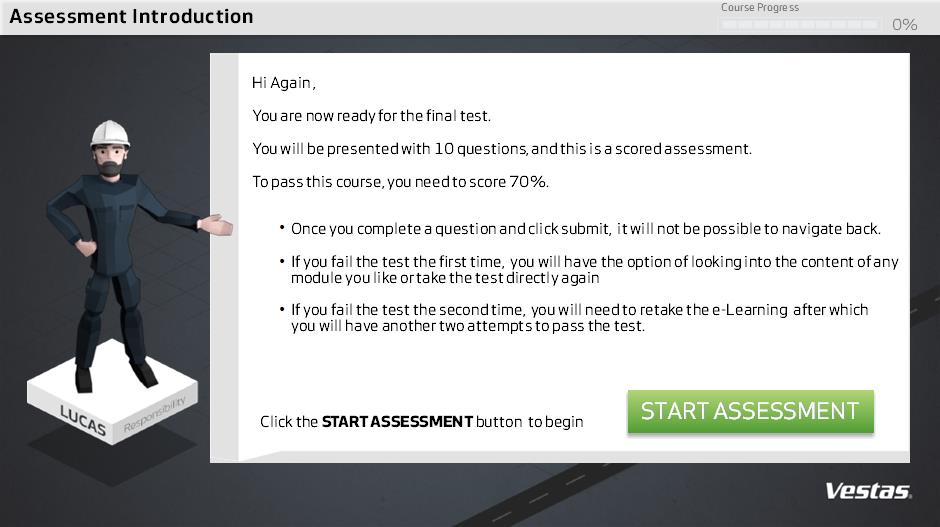 Assessment Introduction
Course Progress
0%
Hi Again,
You are now ready for the final test.
You will be presented with 10 questions, and this is a scored assessment.
To pass this course, you need to score 70%.
• Once you complete a question and click submit, it will not be possible to navigate back.
• If you fail the test the first time, you will have the option of looking into the content of any
module you like or take the test directly again
• If you fail the test the second time, you will need to retake the e-Learning after which
you will have another two attempts to pass the test.
Click the START ASSESSMENT button to begin
START ASSESSMENT
LUCAS
Responsibility
Vestas.